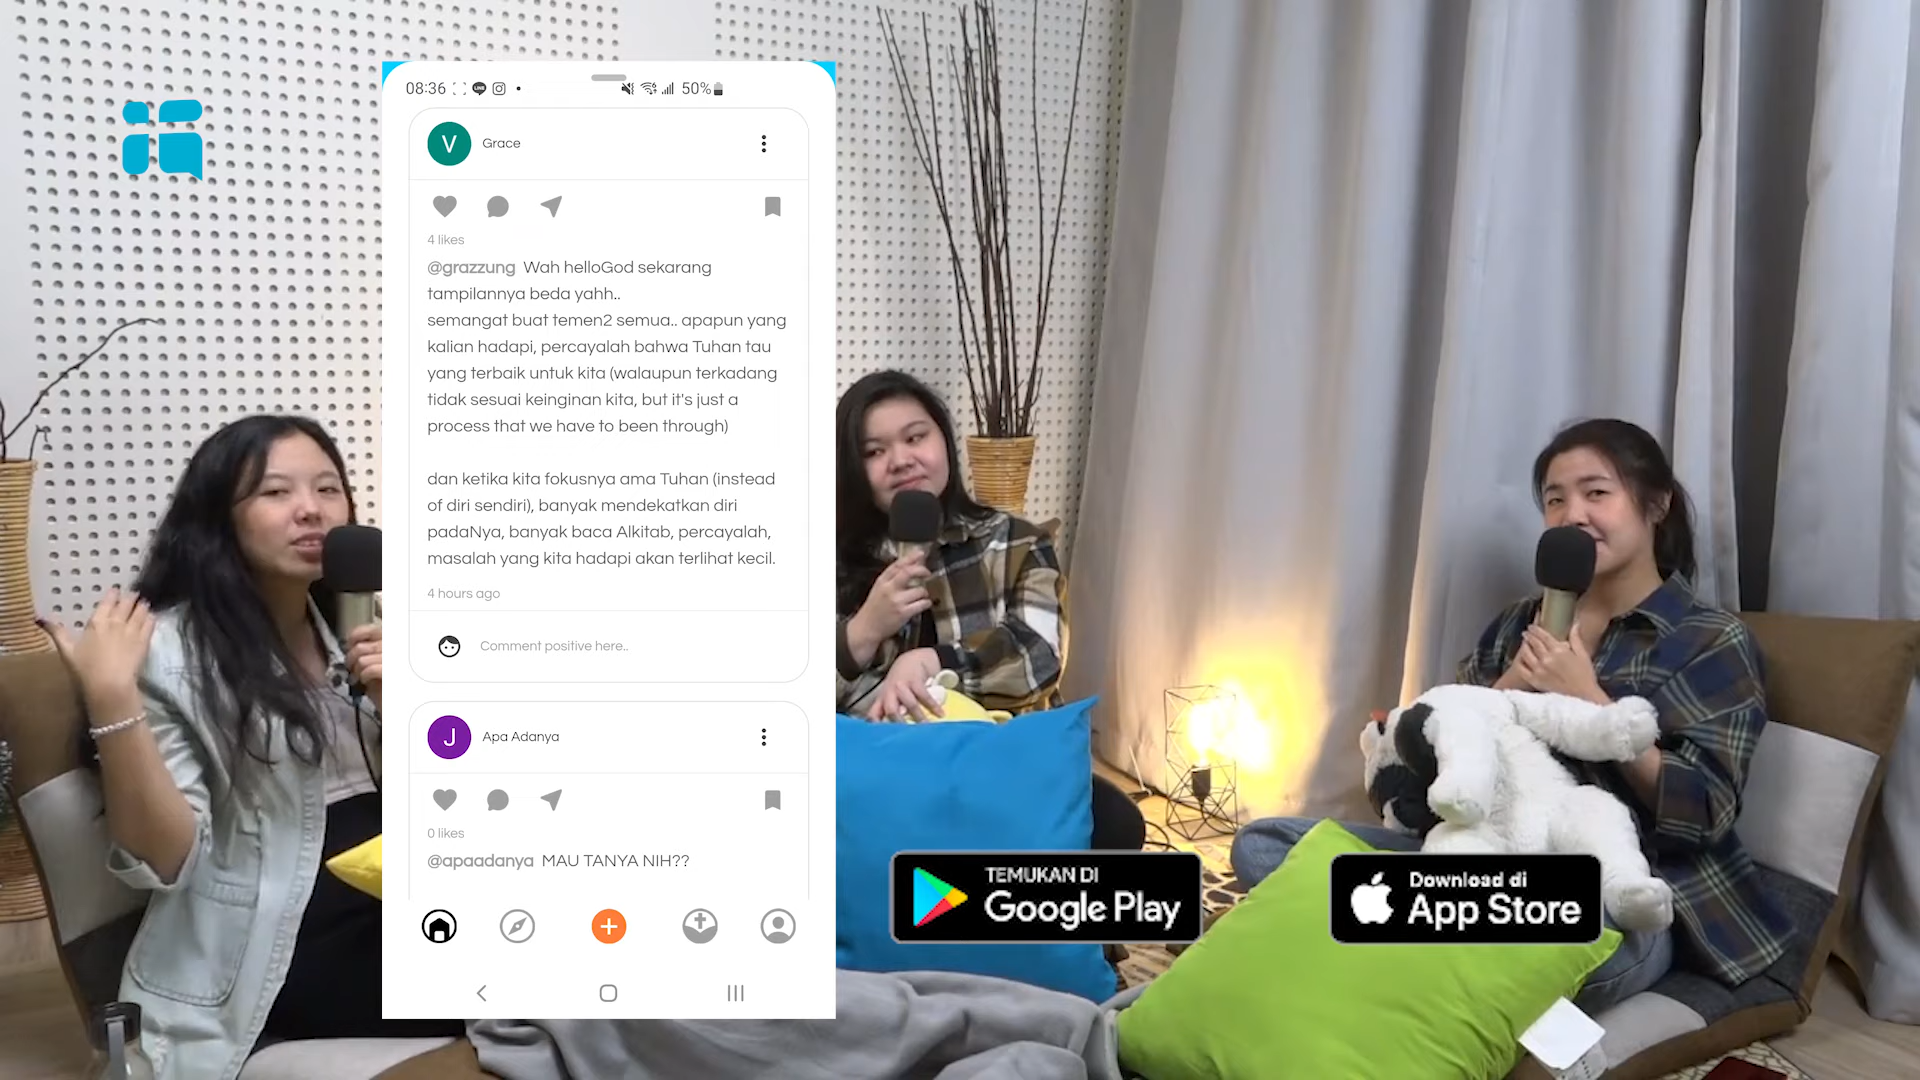 08:36
50%
V
Grace
4 likes
@grazzung Wah helloGod sekarang
tampilannya beda yahh..
semangat buat temen2 semua.. apapun yang
kalian hadapi, percayalah bahwa Tuhan tau
yang terbaik untuk kita (walaupun terkadang
tidak sesuai keinginan kita, but it's just a
process that we have to been through)
dan ketika kita fokusnya ama Tuhan (instead
of diri sendiri), banyak mendekatkan diri
padaNya, banyak baca Alkitab, percayalah,
masalah yang kita hadapi akan terlihat kecil.
4 hours ago
Comment positive here..
J
Apa Adanya
0 likes
@apaadanya MAU TANYA NIH??
TEMUKAN DI
Google Play
Download di
App Store